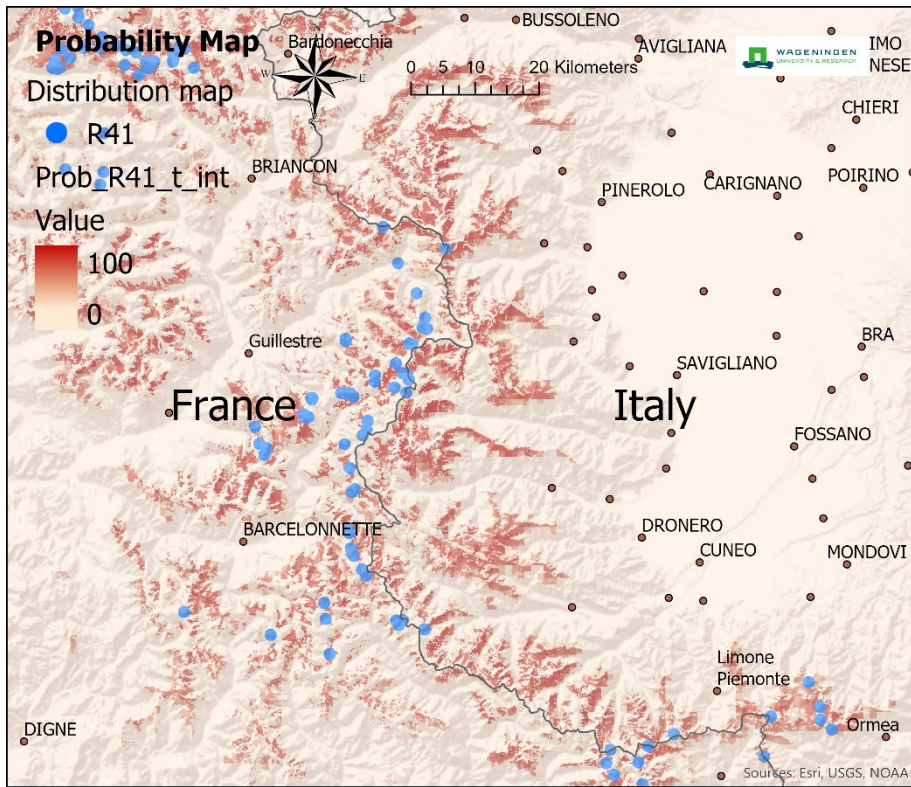 Probability Map
Distribution map
R41
Prob_R41_t_int
Value
100
0
N
W
E
0 10 20 Kilometers
WAGENINGEN
UNIVERSITY & RESEARCH
BUSSOLENO
Bardonecchia
AVIGLIANA
IMO
NESE
CHIERI
BRIANCON
PINEROLO
CARIGNANO
POIRINO
Guillestre
SAVIGLIANO
BRA
France
Italy
FOSSANO
BARCELONNETTE
DRONERO
CUNEO
MONDOVI
Limone
Piemonte
DIGNE
Ormea
Sources: Esri, USGS, NOAA